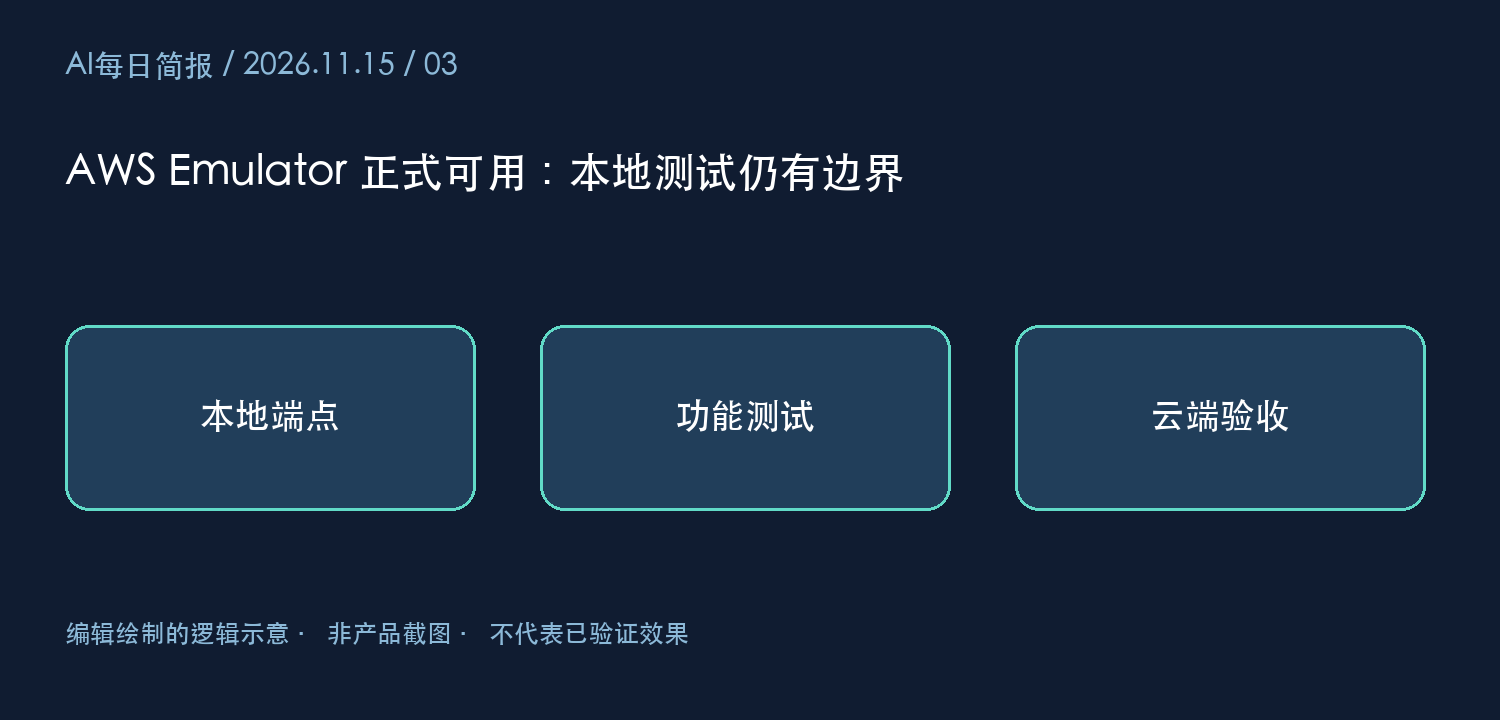 AI每日简报 / 2026.11.15 / 03
AWS Emulator 正式可用：本地测试仍有边界
本地端点
功能测试
云端验收
编辑绘制的逻辑示意 · 非产品截图 · 不代表已验证效果